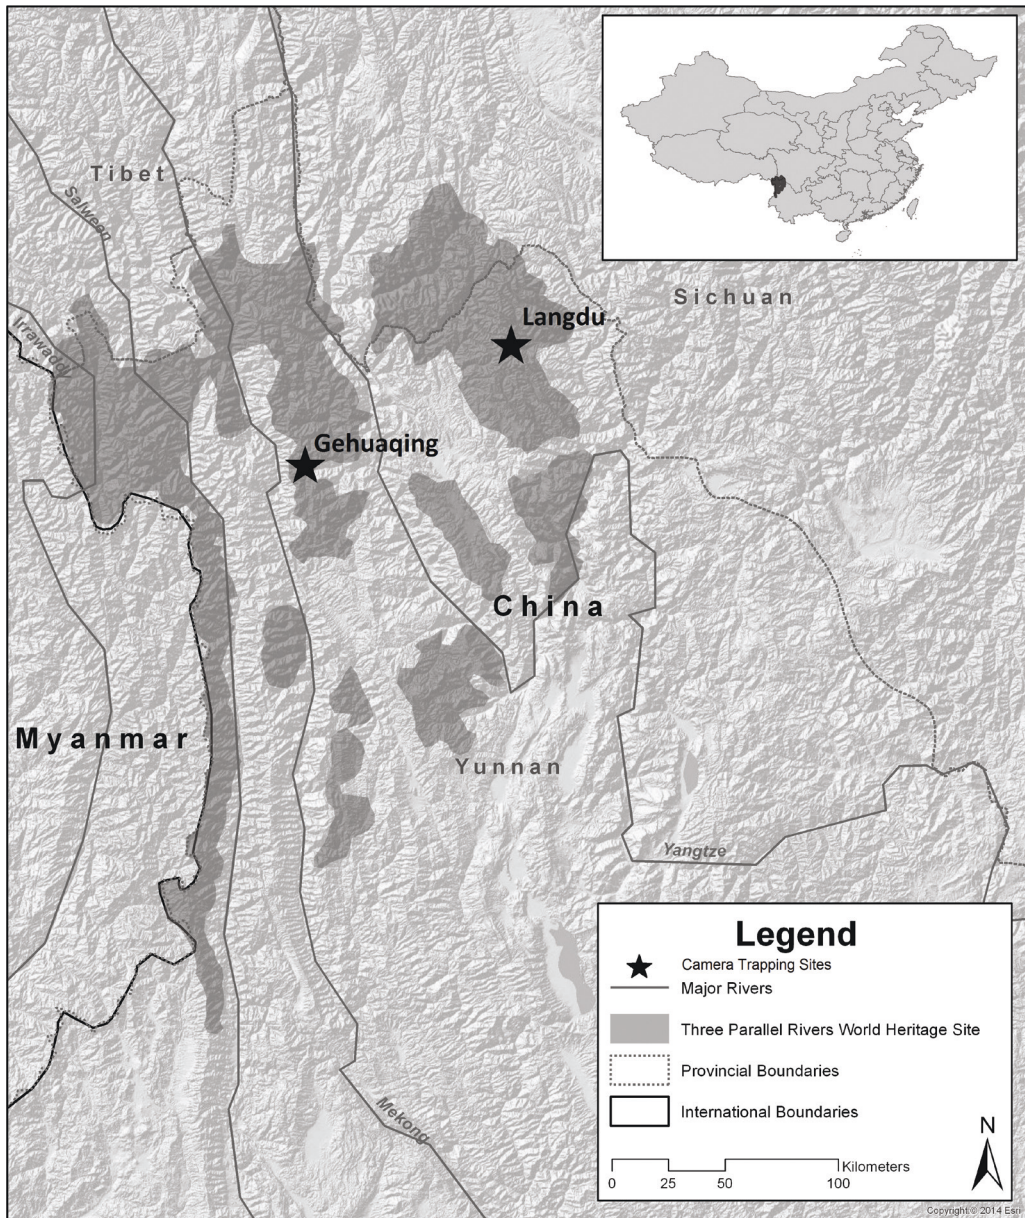 Tibet
Salween
Irrawaddi
Sichuan
Langdu
Gehuaqing
China
Myanmar
Yunnan
Yangtze
Mekong
Legend
Camera Trapping Sites
Major Rivers
Three Parallel Rivers World Heritage Site
Provincial Boundaries
International Boundaries
N
Kilometers
0 25 50 100
Copyright:© 2014 Esri